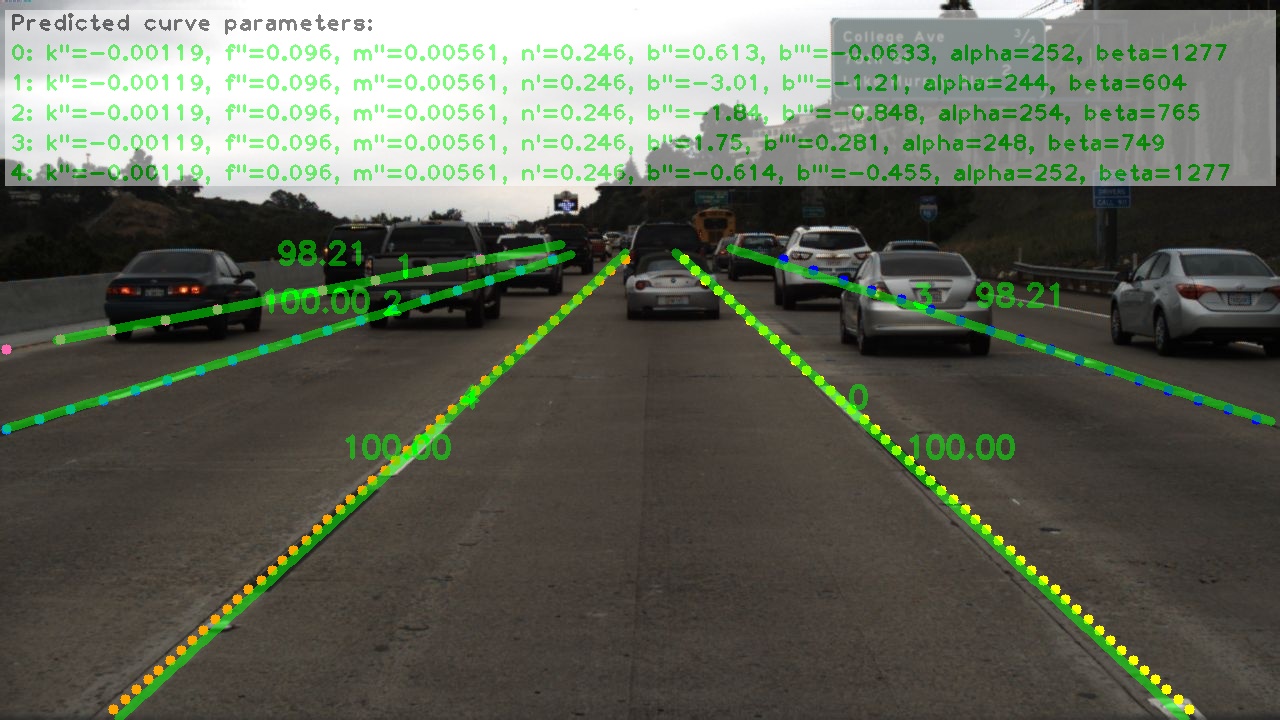 Predicted curve parameters:
0: k''=-0.00119, f''=0.096, m''=0.00561, n'=0.246, b''=0.613, b'''=-0.0633, alpha=252, beta=1277
1: k''=-0.00119, f''=0.096, m''=0.00561, n'=0.246, b''=-3.01, b'''=-1.21, alpha=244, beta=604
2: k''=-0.00119, f''=0.096, m''=0.00561, n'=0.246, b''=-1.84, b'''=-0.848, alpha=254, beta=765
3: k''=-0.00119, f''=0.096, m''=0.00561, n'=0.246, b''=1.75, b'''=0.281, alpha=248, beta=749
4: k''=-0.00119, f''=0.096, m''=0.00561, n'=0.246, b''=-0.614, b'''=-0.455, alpha=252, beta=1277
College Ave 3/4
CALL 911
98.21
1
100.00 2
3 98.21
4
0
100.00
100.00